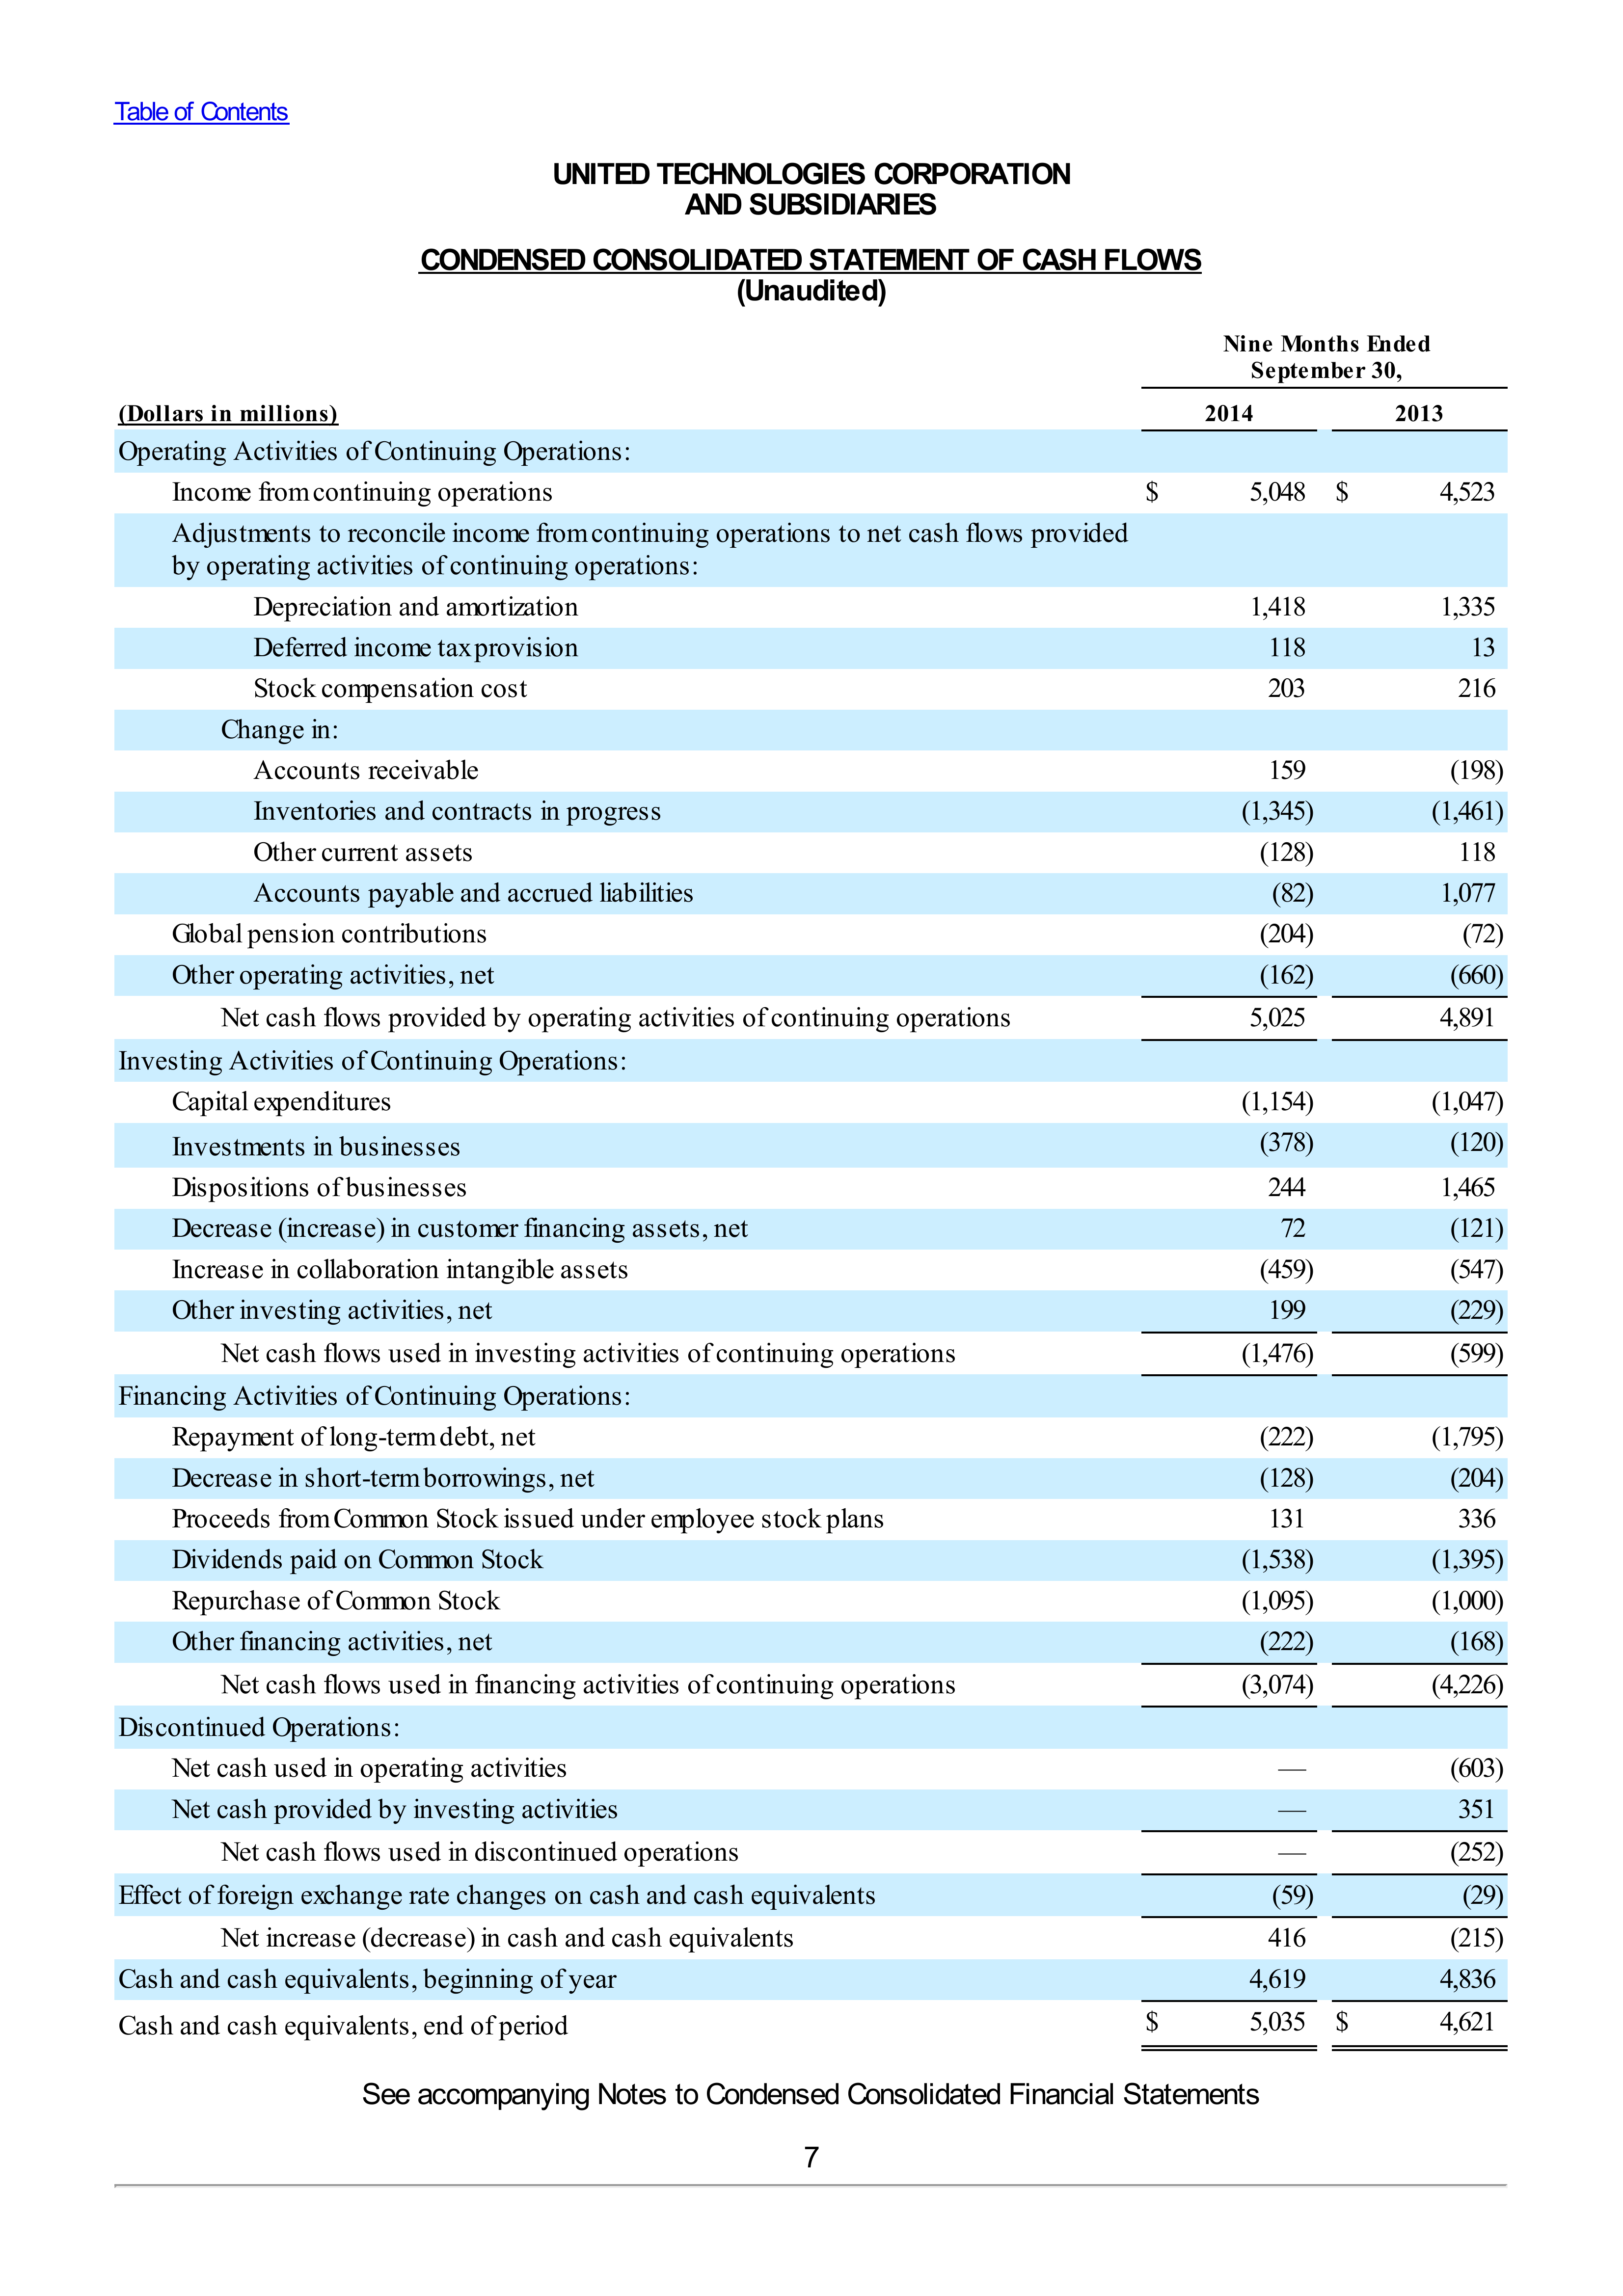 Table of Contents
UNITED TECHNOLOGIES CORPORATION
AND SUBSIDIARIES
CONDENSED CONSOLIDATED STATEMENT OF CASH FLOWS
(Unaudited)
Nine Months Ended
September 30,
(Dollars in millions) 2014 2013
Operating Activities of Continuing Operations:
Income from continuing operations $ 5,048 $ 4,523
Adjustments to reconcile income from continuing operations to net cash flows provided
by operating activities of continuing operations:
Depreciation and amortization 1,418 1,335
Deferred income tax provision 118 13
Stock compensation cost 203 216
Change in:
Accounts receivable 159 (198)
Inventories and contracts in progress (1,345) (1,461)
Other current assets (128) 118
Accounts payable and accrued liabilities (82) 1,077
Global pension contributions (204) (72)
Other operating activities, net (162) (660)
Net cash flows provided by operating activities of continuing operations 5,025 4,891
Investing Activities of Continuing Operations:
Capital expenditures (1,154) (1,047)
Investments in businesses (378) (120)
Dispositions of businesses 244 1,465
Decrease (increase) in customer financing assets, net 72 (121)
Increase in collaboration intangible assets (459) (547)
Other investing activities, net 199 (229)
Net cash flows used in investing activities of continuing operations (1,476) (599)
Financing Activities of Continuing Operations:
Repayment of long-term debt, net (222) (1,795)
Decrease in short-term borrowings, net (128) (204)
Proceeds from Common Stock issued under employee stock plans 131 336
Dividends paid on Common Stock (1,538) (1,395)
Repurchase of Common Stock (1,095) (1,000)
Other financing activities, net (222) (168)
Net cash flows used in financing activities of continuing operations (3,074) (4,226)
Discontinued Operations:
Net cash used in operating activities — (603)
Net cash provided by investing activities — 351
Net cash flows used in discontinued operations — (252)
Effect of foreign exchange rate changes on cash and cash equivalents (59) (29)
Net increase (decrease) in cash and cash equivalents 416 (215)
Cash and cash equivalents, beginning of year 4,619 4,836
Cash and cash equivalents, end of period $ 5,035 $ 4,621
See accompanying Notes to Condensed Consolidated Financial Statements
7